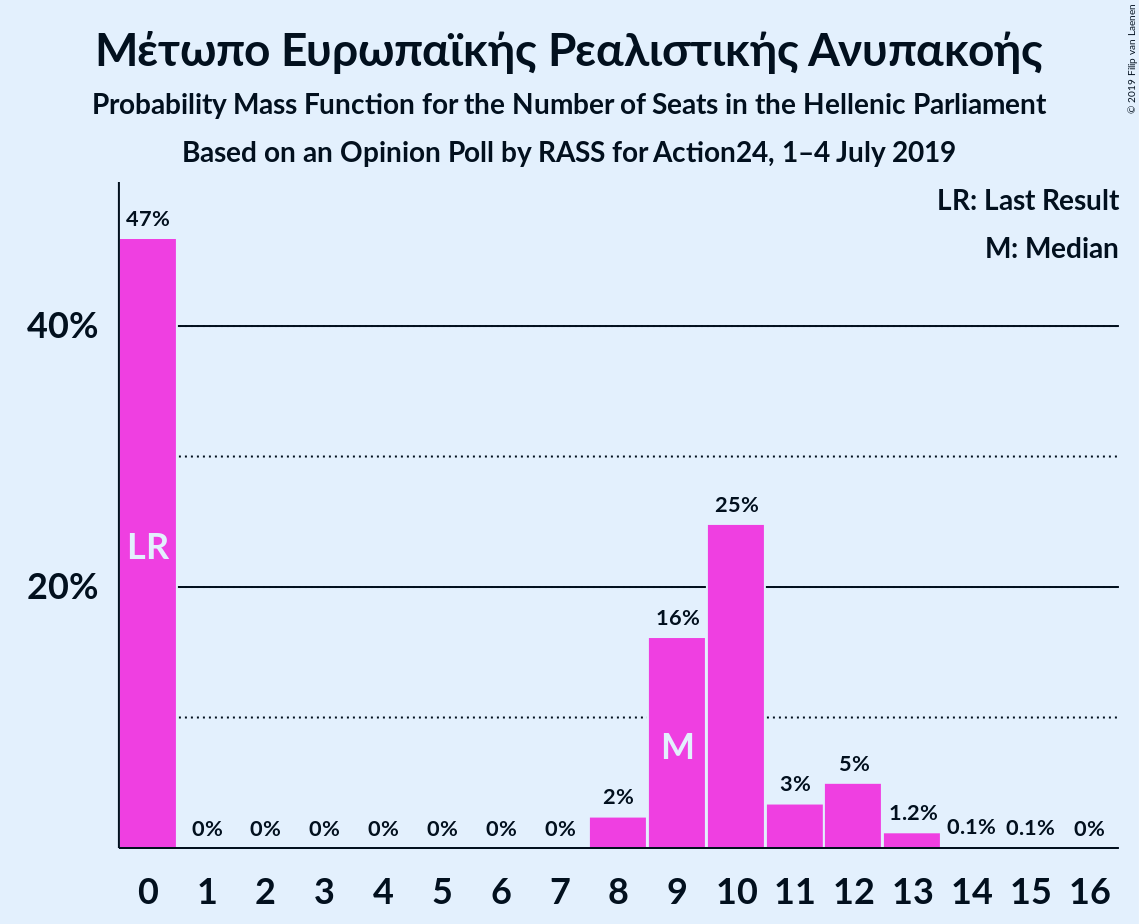 Μέτωπο Ευρωπαϊκής Ρεαλιστικής Ανυπακοής
Probability Mass Function for the Number of Seats in the Hellenic Parliament
Based on an Opinion Poll by RASS for Action24, 1–4 July 2019
© 2019 Filip van Laenen
LR: Last Result
M: Median
47%
40%
25%
LR
20%
16%
M
5%
3%
2%
1.2%
0% 0% 0% 0% 0% 0% 0% 0.1% 0.1% 0%
0 1 2 3 4 5 6 7 8 9 10 11 12 13 14 15 16